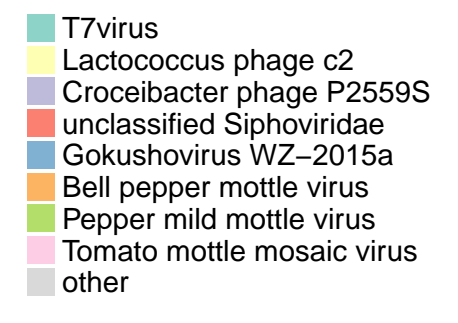 T7virus
Lactococcus phage c2
Croceibacter phage P2559S
unclassified Siphoviridae
Gokushovirus WZ−2015a
Bell pepper mottle virus
Pepper mild mottle virus
Tomato mottle mosaic virus
other